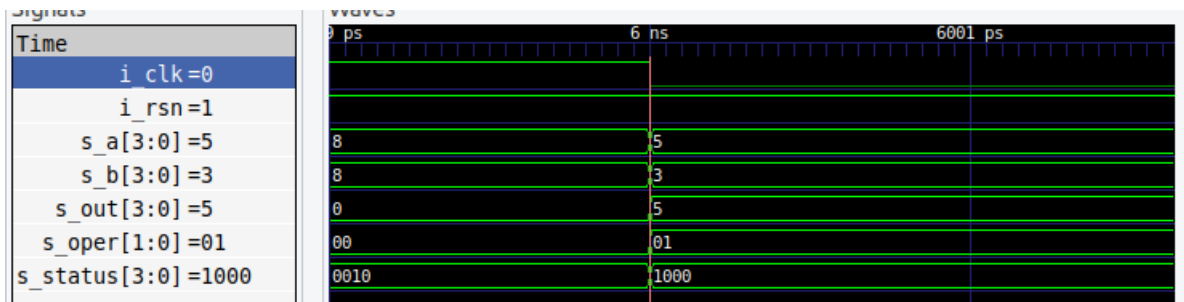 Signals
Waves
Time
9 ps
6 ns
6001 ps
i_clk=0
i_rsn=1
s_a[3:0]=5
8
5
s_b[3:0]=3
8
3
s_out[3:0]=5
0
5
s_oper[1:0]=01
00
01
s_status[3:0]=1000
0010
1000